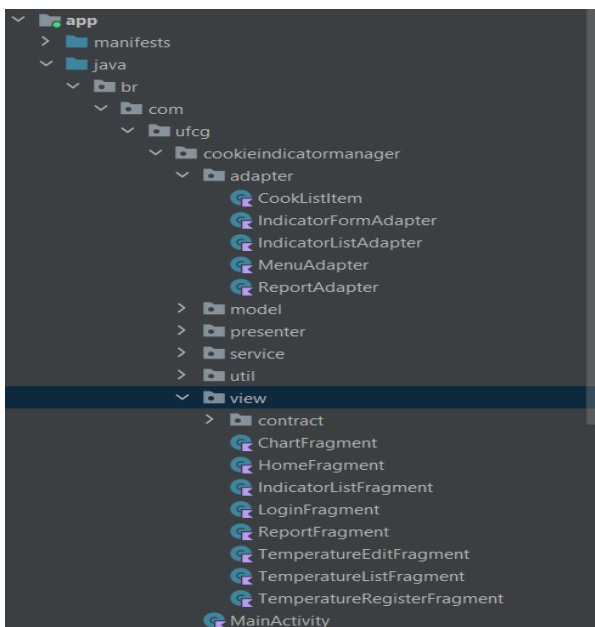 app
manifests
java
br
com
ufcg
cookieindicatormanager
adapter
CookListItem
IndicatorFormAdapter
IndicatorListAdapter
MenuAdapter
ReportAdapter
model
presenter
service
util
view
contract
ChartFragment
HomeFragment
IndicatorListFragment
LoginFragment
ReportFragment
TemperatureEditFragment
TemperatureListFragment
TemperatureRegisterFragment
MainActivity